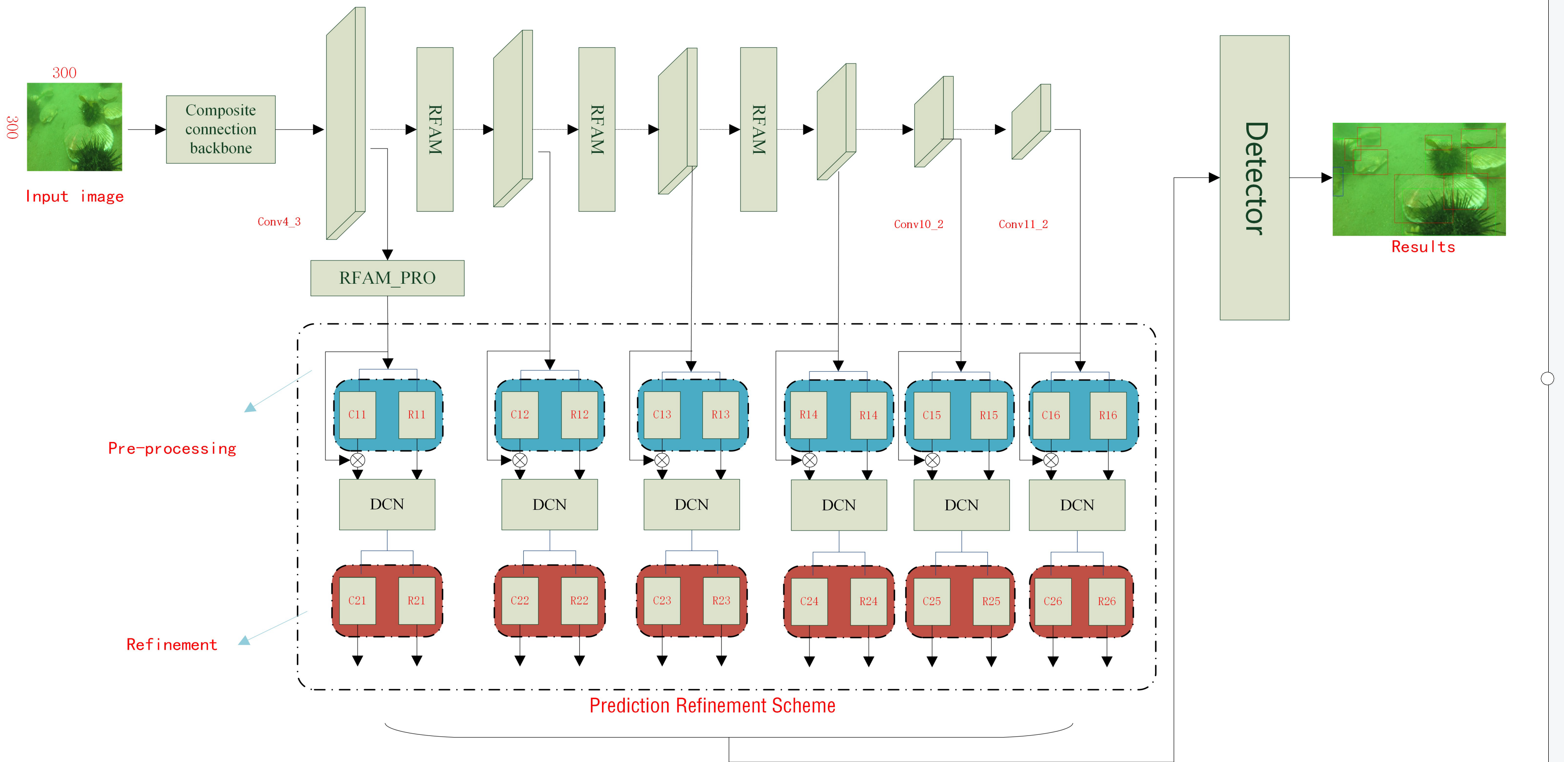 300
300
Input image
Composite
connection
backbone
RFAM
RFAM
RFAM
Conv4_3
Conv10_2
Conv11_2
Detector
Results
RFAM_PRO
C11 R11 C12 R12 C13 R13 R14 R14 C15 R15 C16 R16
Pre-processing
DCN DCN DCN DCN DCN DCN
C21 R21 C22 R22 C23 R23 C24 R24 C25 R25 C26 R26
Refinement
Prediction Refinement Scheme